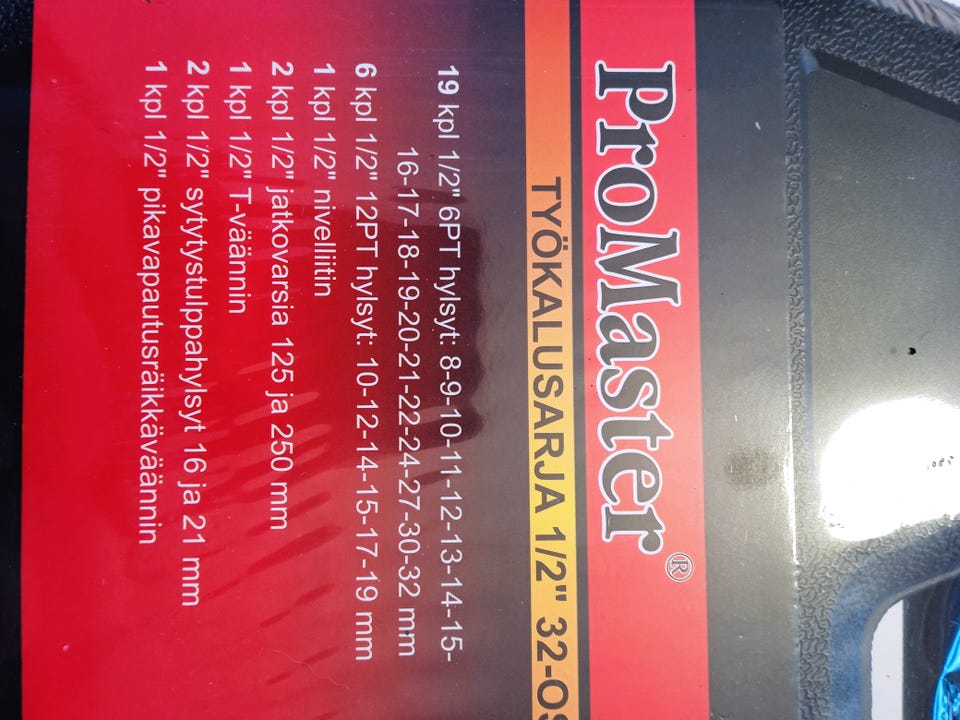 ProMaster®
TYÖKALUSARJA 1/2" 32-OS
19 kpl 1/2" 6PT hylsyt: 8-9-10-11-12-13-14-15-
16-17-18-19-20-21-22-24-27-30-32 mm
6 kpl 1/2" 12PT hylsyt: 10-12-14-15-17-19 mm
1 kpl 1/2" nivelliitin
2 kpl 1/2" jatkovarsia 125 ja 250 mm
1 kpl 1/2" T-väännin
2 kpl 1/2" sytytystulppahylsyt 16 ja 21 mm
1 kpl 1/2" pikavapautusräikkäväännin